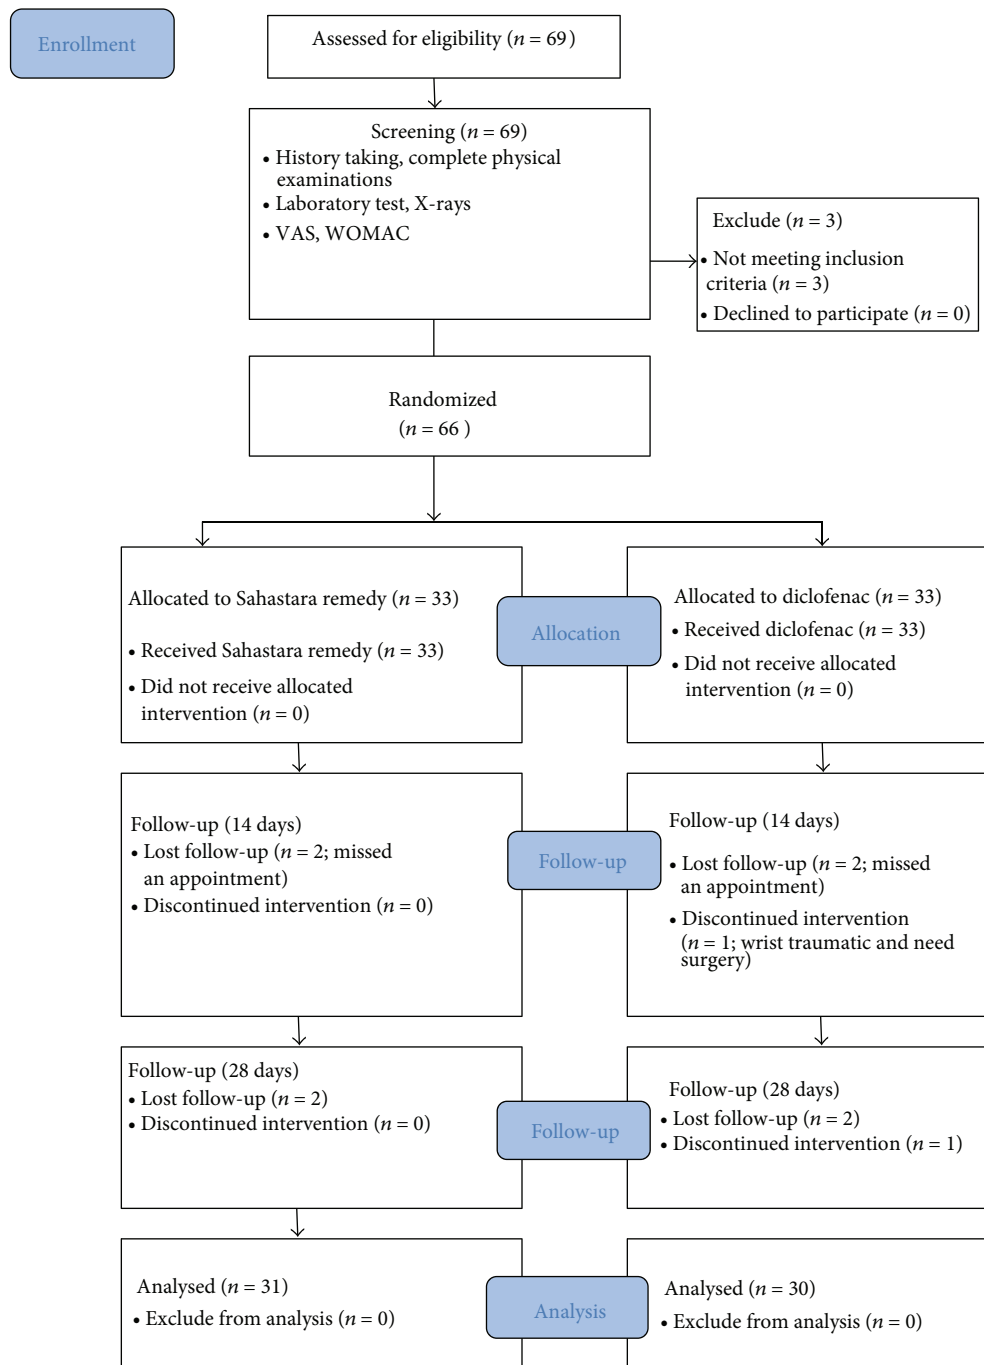 Enrollment
Assessed for eligibility (n = 69)
Screening (n = 69)
• History taking, complete physical
examinations
• Laboratory test, X-rays
• VAS, WOMAC
Exclude (n = 3)
• Not meeting inclusion
criteria (n = 3)
• Declined to participate (n = 0)
Randomized
(n = 66 )
Allocated to Sahastara remedy (n = 33)
• Received Sahastara remedy (n = 33)
• Did not receive allocated
intervention (n = 0)
Allocation
Allocated to diclofenac (n = 33)
• Received diclofenac (n = 33)
• Did not receive allocated
intervention (n = 0)
Follow-up (14 days)
• Lost follow-up (n = 2; missed
an appointment)
• Discontinued intervention (n = 0)
Follow-up
Follow-up (14 days)
• Lost follow-up (n = 2; missed
an appointment)
• Discontinued intervention
(n = 1; wrist traumatic and need
surgery)
Follow-up (28 days)
• Lost follow-up (n = 2)
• Discontinued intervention (n = 0)
Follow-up
Follow-up (28 days)
• Lost follow-up (n = 2)
• Discontinued intervention (n = 1)
Analysed (n = 31)
• Exclude from analysis (n = 0)
Analysis
Analysed (n = 30)
• Exclude from analysis (n = 0)